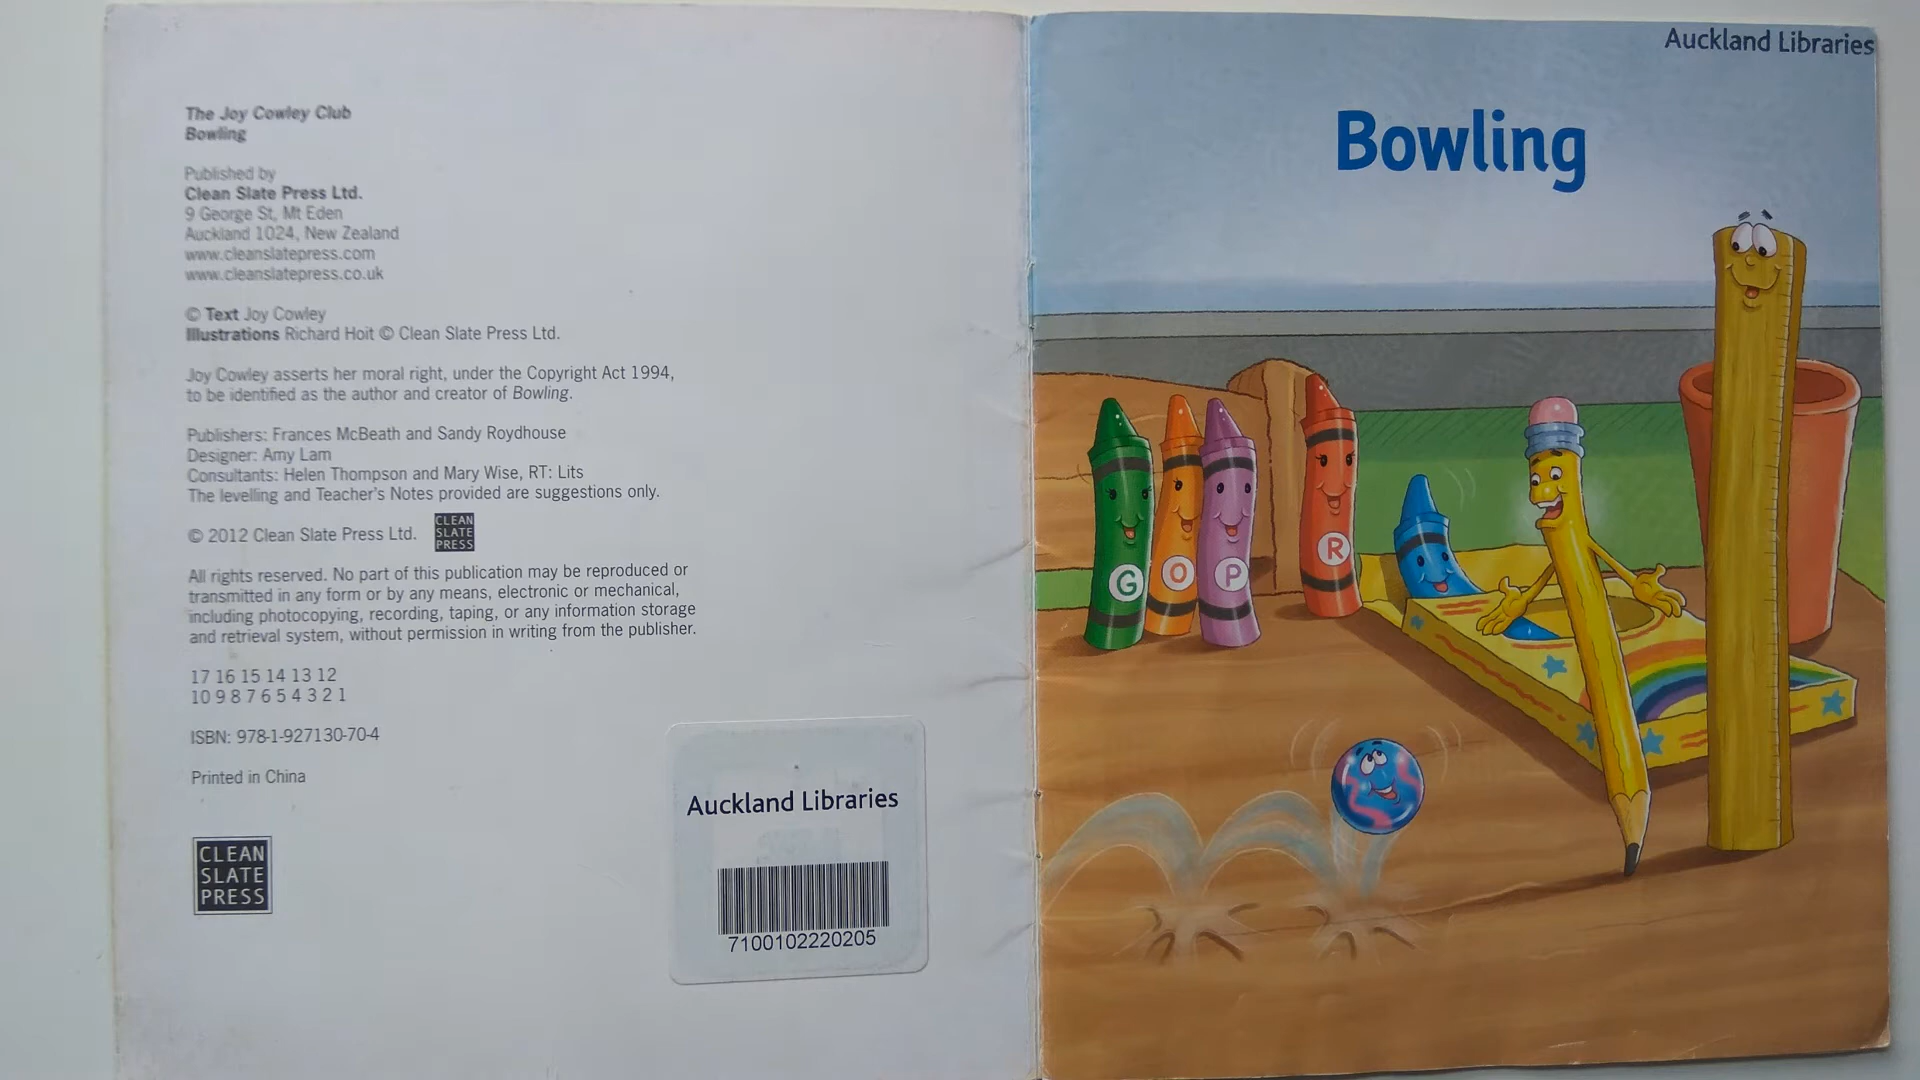 The Joy Cowley Club
Bowling
Published by
Clean Slate Press Ltd.
9 George St, Mt Eden
Auckland 1024, New Zealand
www.cleanslatepress.com
www.cleanslatepress.co.uk
© Text Joy Cowley
Illustrations Richard Hoit © Clean Slate Press Ltd.
Joy Cowley asserts her moral right, under the Copyright Act 1994,
to be identified as the author and creator of Bowling.
Publishers: Frances McBeath and Sandy Roydhouse
Designer: Amy Lam
Consultants: Helen Thompson and Mary Wise, RT: Lits
The levelling and Teacher's Notes provided are suggestions only.
© 2012 Clean Slate Press Ltd.
CLEAN
SLATE
PRESS
All rights reserved. No part of this publication may be reproduced or
transmitted in any form or by any means, electronic or mechanical,
including photocopying, recording, taping, or any information storage
and retrieval system, without permission in writing from the publisher.
17 16 15 14 13 12
10 9 8 7 6 5 4 3 2 1
ISBN: 978-1-927130-70-4
Printed in China
CLEAN
SLATE
PRESS
Auckland Libraries
7100102220205
Auckland Libraries
Bowling
G
O
P
R